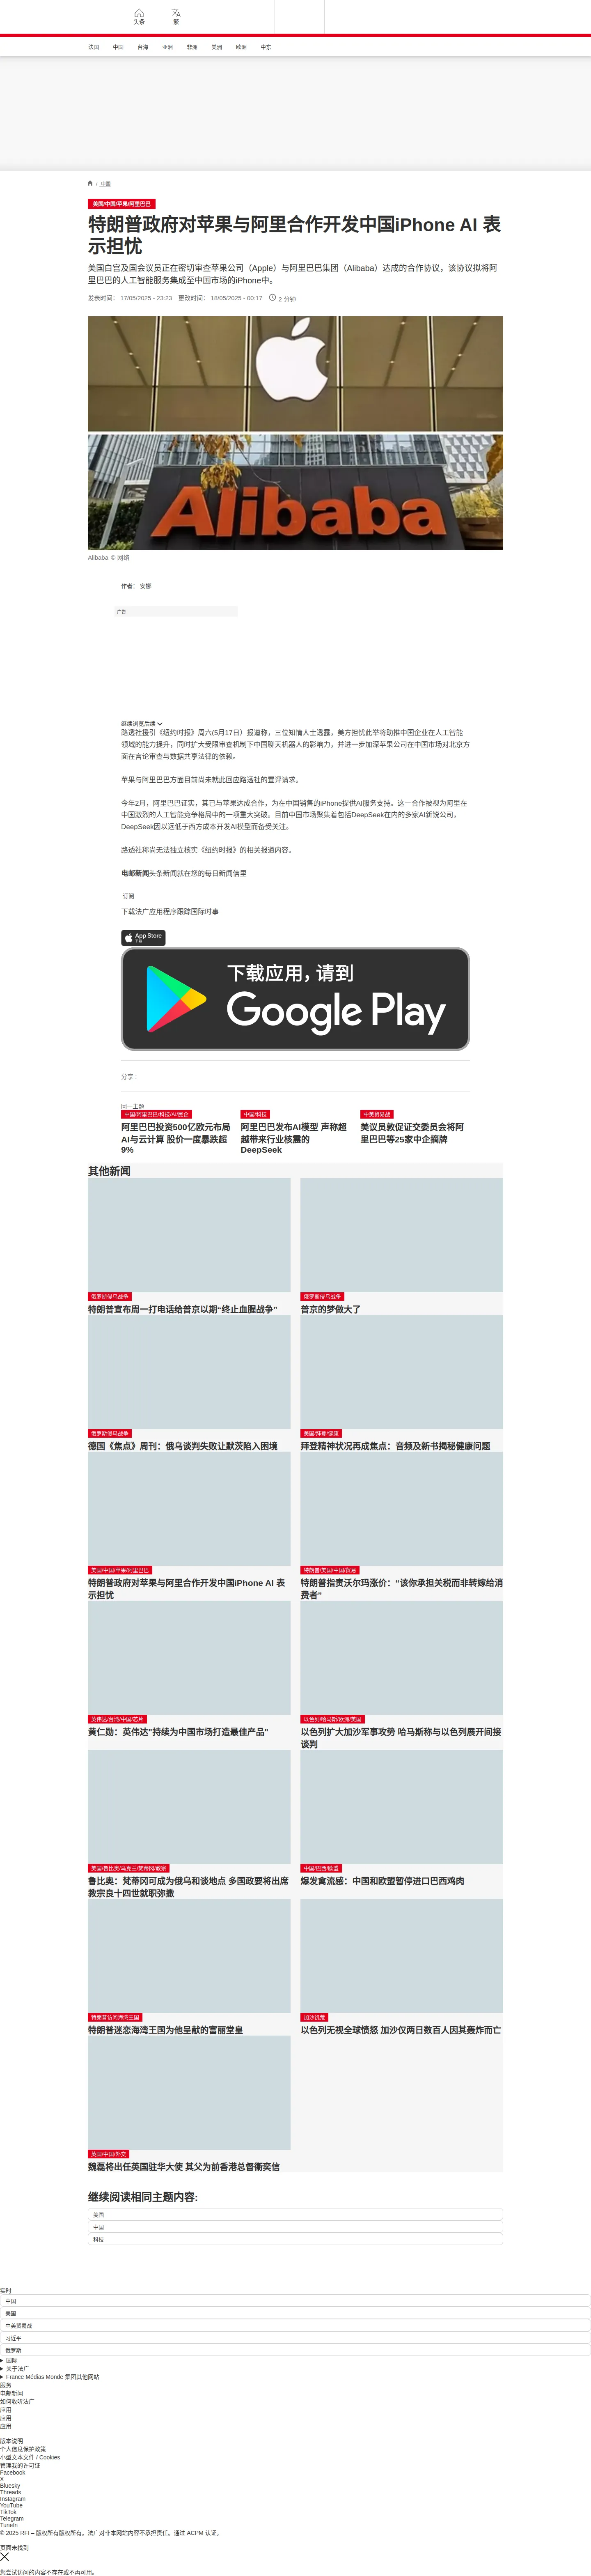 头条
繁
法国 中国 台海 亚洲 非洲 美洲 欧洲 中东
/ 中国
美国/中国/苹果/阿里巴巴
特朗普政府对苹果与阿里合作开发中国iPhone AI 表
示担忧
美国白宫及国会议员正在密切审查苹果公司（Apple）与阿里巴巴集团（Alibaba）达成的合作协议，该协议拟将阿
里巴巴的人工智能服务集成至中国市场的iPhone中。
发表时间： 17/05/2025 - 23:23 更改时间： 18/05/2025 - 00:17 2 分钟
Alibaba
Alibaba © 网络
作者： 安娜
广告
继续浏览后续
路透社援引《纽约时报》周六(5月17日）报道称，三位知情人士透露，美方担忧此举将助推中国企业在人工智能
领域的能力提升，同时扩大受限审查机制下中国聊天机器人的影响力，并进一步加深苹果公司在中国市场对北京方
面在言论审查与数据共享法律的依赖。
苹果与阿里巴巴方面目前尚未就此回应路透社的置评请求。
今年2月，阿里巴巴证实，其已与苹果达成合作，为在中国销售的iPhone提供AI服务支持。这一合作被视为阿里在
中国激烈的人工智能竞争格局中的一项重大突破。目前中国市场聚集着包括DeepSeek在内的多家AI新锐公司，
DeepSeek因以远低于西方成本开发AI模型而备受关注。
路透社称尚无法独立核实《纽约时报》的相关报道内容。
电邮新闻头条新闻就在您的每日新闻信里
订阅
下载法广应用程序跟踪国际时事
App Store
下载
下载应用，请到
Google Play
分享 :
同一主题
中国/阿里巴巴/科技/AI/民企
阿里巴巴投资500亿欧元布局
AI与云计算 股价一度暴跌超
9%
中国/科技
阿里巴巴发布AI模型 声称超
越带来行业核震的
DeepSeek
中美贸易战
美议员敦促证交委员会将阿
里巴巴等25家中企摘牌
其他新闻
俄罗斯侵乌战争
特朗普宣布周一打电话给普京以期“终止血腥战争”
俄罗斯侵乌战争
普京的梦做大了
俄罗斯侵乌战争
德国《焦点》周刊：俄乌谈判失败让默茨陷入困境
美国/拜登/健康
拜登精神状况再成焦点：音频及新书揭秘健康问题
美国/中国/苹果/阿里巴巴
特朗普政府对苹果与阿里合作开发中国iPhone AI 表
示担忧
特朗普/美国/中国/贸易
特朗普指责沃尔玛涨价：“该你承担关税而非转嫁给消
费者”
英伟达/台湾/中国/芯片
黄仁勋：英伟达"持续为中国市场打造最佳产品"
以色列/哈马斯/欧洲/美国
以色列扩大加沙军事攻势 哈马斯称与以色列展开间接
谈判
美国/鲁比奥/乌克兰/梵蒂冈/教宗
鲁比奥：梵蒂冈可成为俄乌和谈地点 多国政要将出席
教宗良十四世就职弥撒
中国/巴西/欧盟
爆发禽流感：中国和欧盟暂停进口巴西鸡肉
特朗普访问海湾王国
特朗普迷恋海湾王国为他呈献的富丽堂皇
加沙饥荒
以色列无视全球愤怒 加沙仅两日数百人因其轰炸而亡
英国/中国/外交
魏磊将出任英国驻华大使 其父为前香港总督衞奕信
继续阅读相同主题内容:
美国
中国
科技
实时
中国
美国
中美贸易战
习近平
俄罗斯
国际
关于法广
France Médias Monde 集团其他网站
服务
电邮新闻
如何收听法广
应用
应用
应用
版本说明
个人信息保护政策
小型文本文件 / Cookies
管理我的许可证
Facebook
X
Bluesky
Threads
Instagram
YouTube
TikTok
Telegram
TuneIn
© 2025 RFI – 版权所有版权所有。法广对非本网站内容不承担责任。通过 ACPM 认证。
页面未找到
您尝试访问的内容不存在或不再可用。